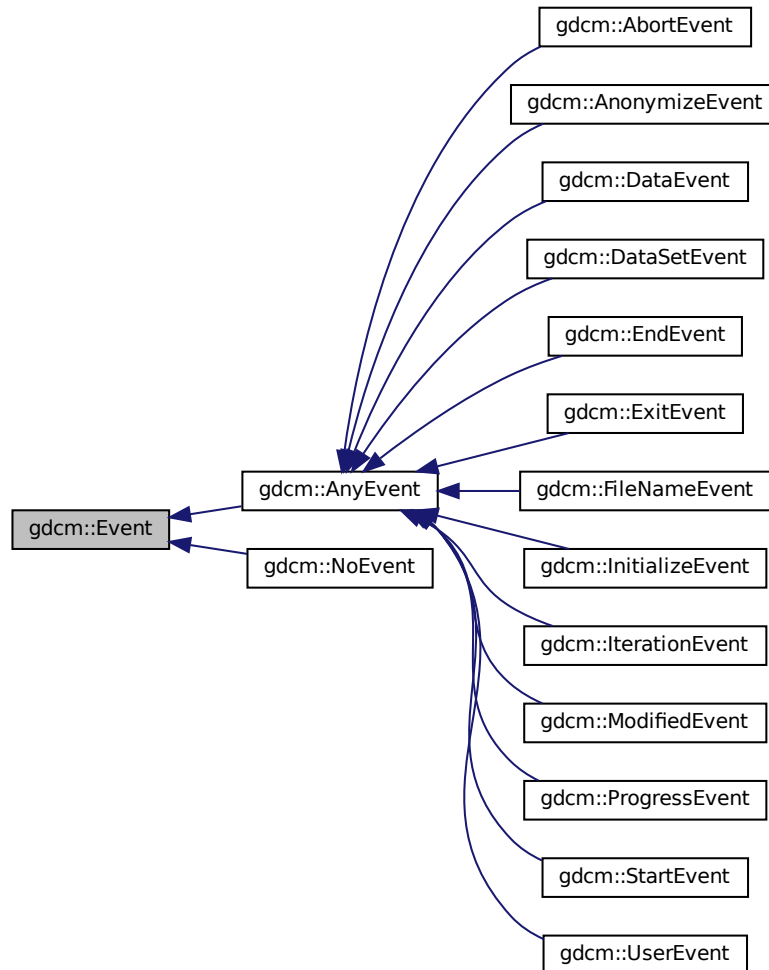 gdcm::AbortEvent
gdcm::AnonymizeEvent
gdcm::DataEvent
gdcm::DataSetEvent
gdcm::EndEvent
gdcm::ExitEvent
gdcm::AnyEvent
gdcm::FileNameEvent
gdcm::Event
gdcm::NoEvent
gdcm::InitializeEvent
gdcm::IterationEvent
gdcm::ModifiedEvent
gdcm::ProgressEvent
gdcm::StartEvent
gdcm::UserEvent